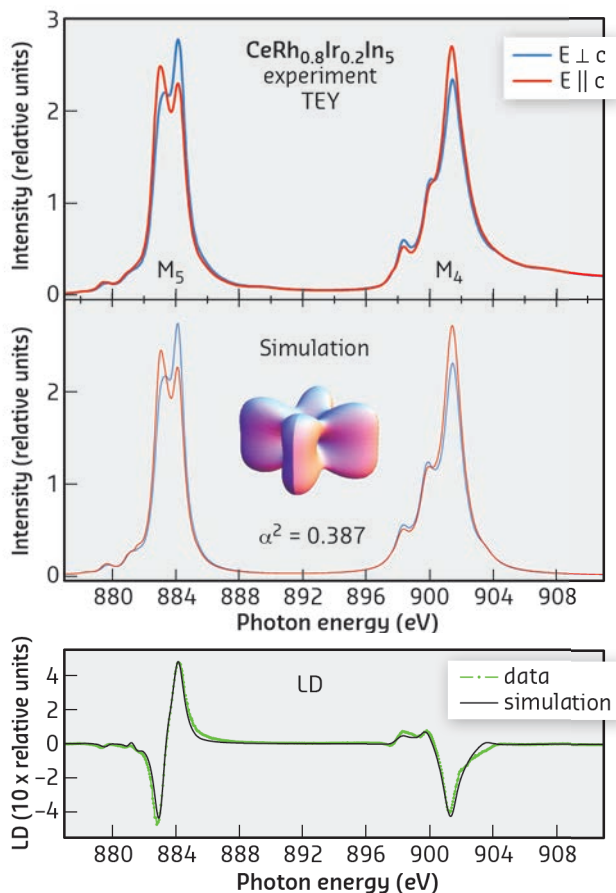 3
CeRh₀.₈Ir₀.₂In₅
experiment
TEY
E ⊥ c
E || c
2
1
0
Intensity (relative units)
M₅
M₄
Simulation
2
1
0
Intensity (relative units)
α² = 0.387
880 884 888 892 896 900 904 908
Photon energy (eV)
LD
data
simulation
4
2
0
−2
−4
LD (10 x relative units)
880 884 888 892 896 900 904 908
Photon energy (eV)